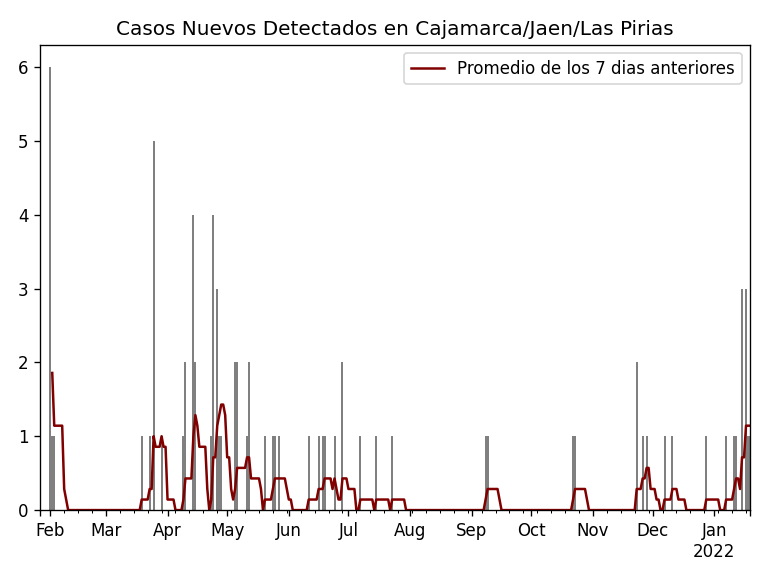 Casos Nuevos Detectados en Cajamarca/Jaen/Las Pirias
Promedio de los 7 dias anteriores
6
5
4
3
2
1
0
Feb Mar Apr May Jun Jul Aug Sep Oct Nov Dec Jan
2022